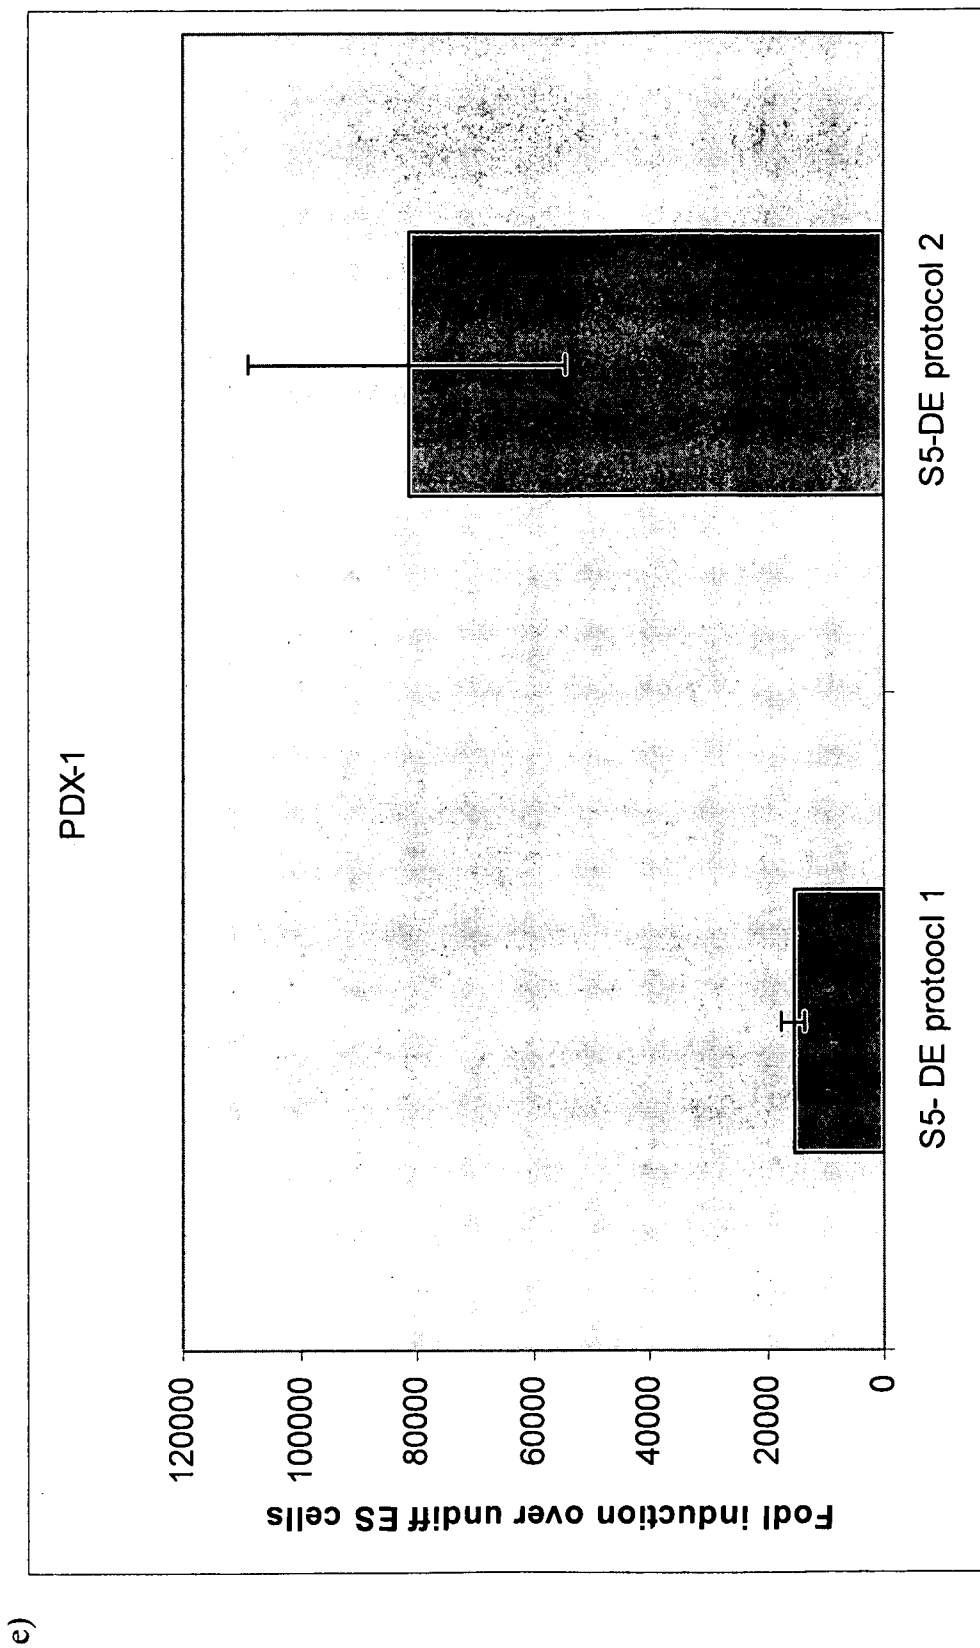 e)
PDX-1
Fodl induction over undiff ES cells
120000
100000
80000
60000
40000
20000
0
S5- DE protoocl 1
S5-DE protocol 2